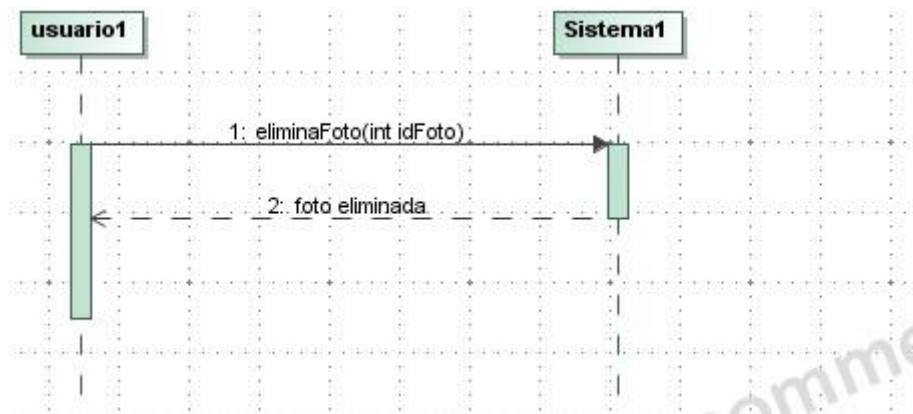 usuario1
Sistema1
1: eliminaFoto(int idFoto)
2: foto eliminada